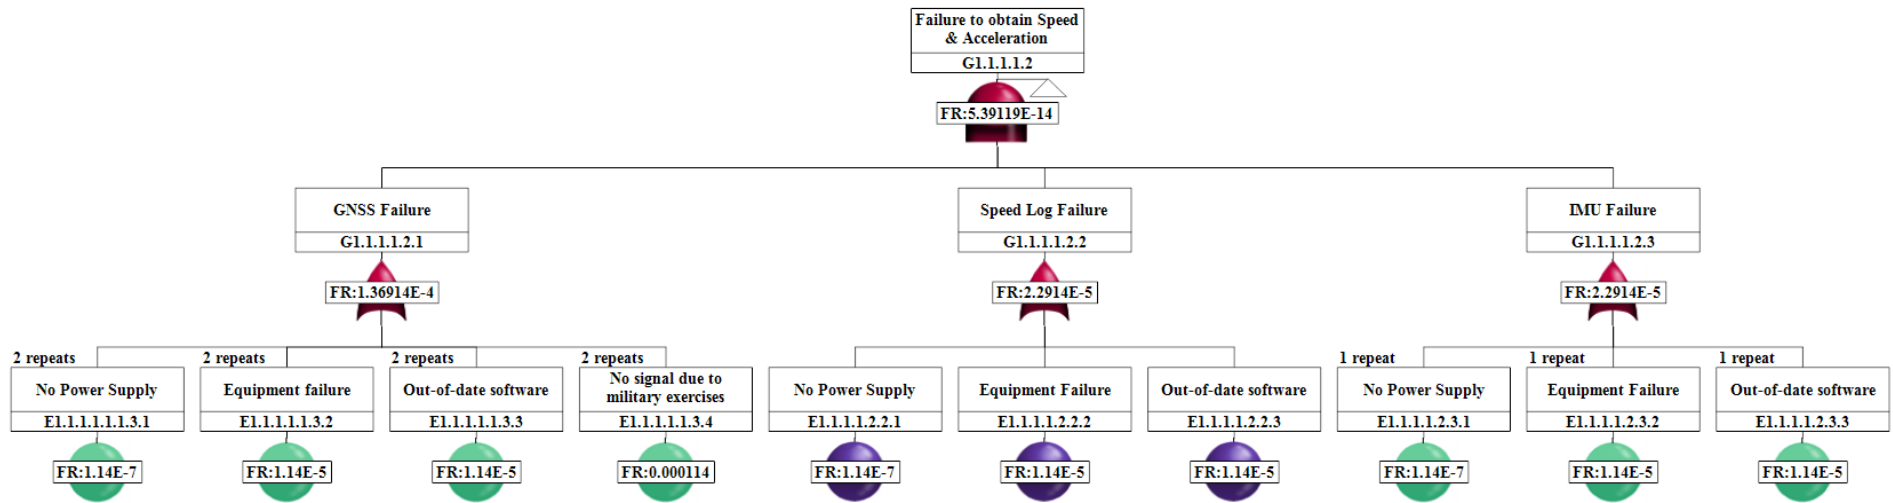 Failure to obtain Speed
& Acceleration
G1.1.1.1.2
FR:5.39119E-14
GNSS Failure
G1.1.1.1.2.1
FR:1.36914E-4
Speed Log Failure
G1.1.1.1.2.2
FR:2.2914E-5
IMU Failure
G1.1.1.1.2.3
FR:2.2914E-5
2 repeats
No Power Supply
E1.1.1.1.1.1.3.1
FR:1.14E-7
2 repeats
Equipment failure
E1.1.1.1.1.3.2
FR:1.14E-5
2 repeats
Out-of-date software
E1.1.1.1.1.3.3
FR:1.14E-5
2 repeats
No signal due to
military exercises
E1.1.1.1.1.3.4
FR:0.000114
No Power Supply
E1.1.1.1.2.2.1
FR:1.14E-7
Equipment Failure
E1.1.1.1.2.2.2
FR:1.14E-5
Out-of-date software
E1.1.1.1.2.2.3
FR:1.14E-5
1 repeat
No Power Supply
E1.1.1.1.2.3.1
FR:1.14E-7
1 repeat
Equipment Failure
E1.1.1.1.2.3.2
FR:1.14E-5
1 repeat
Out-of-date software
E1.1.1.1.2.3.3
FR:1.14E-5